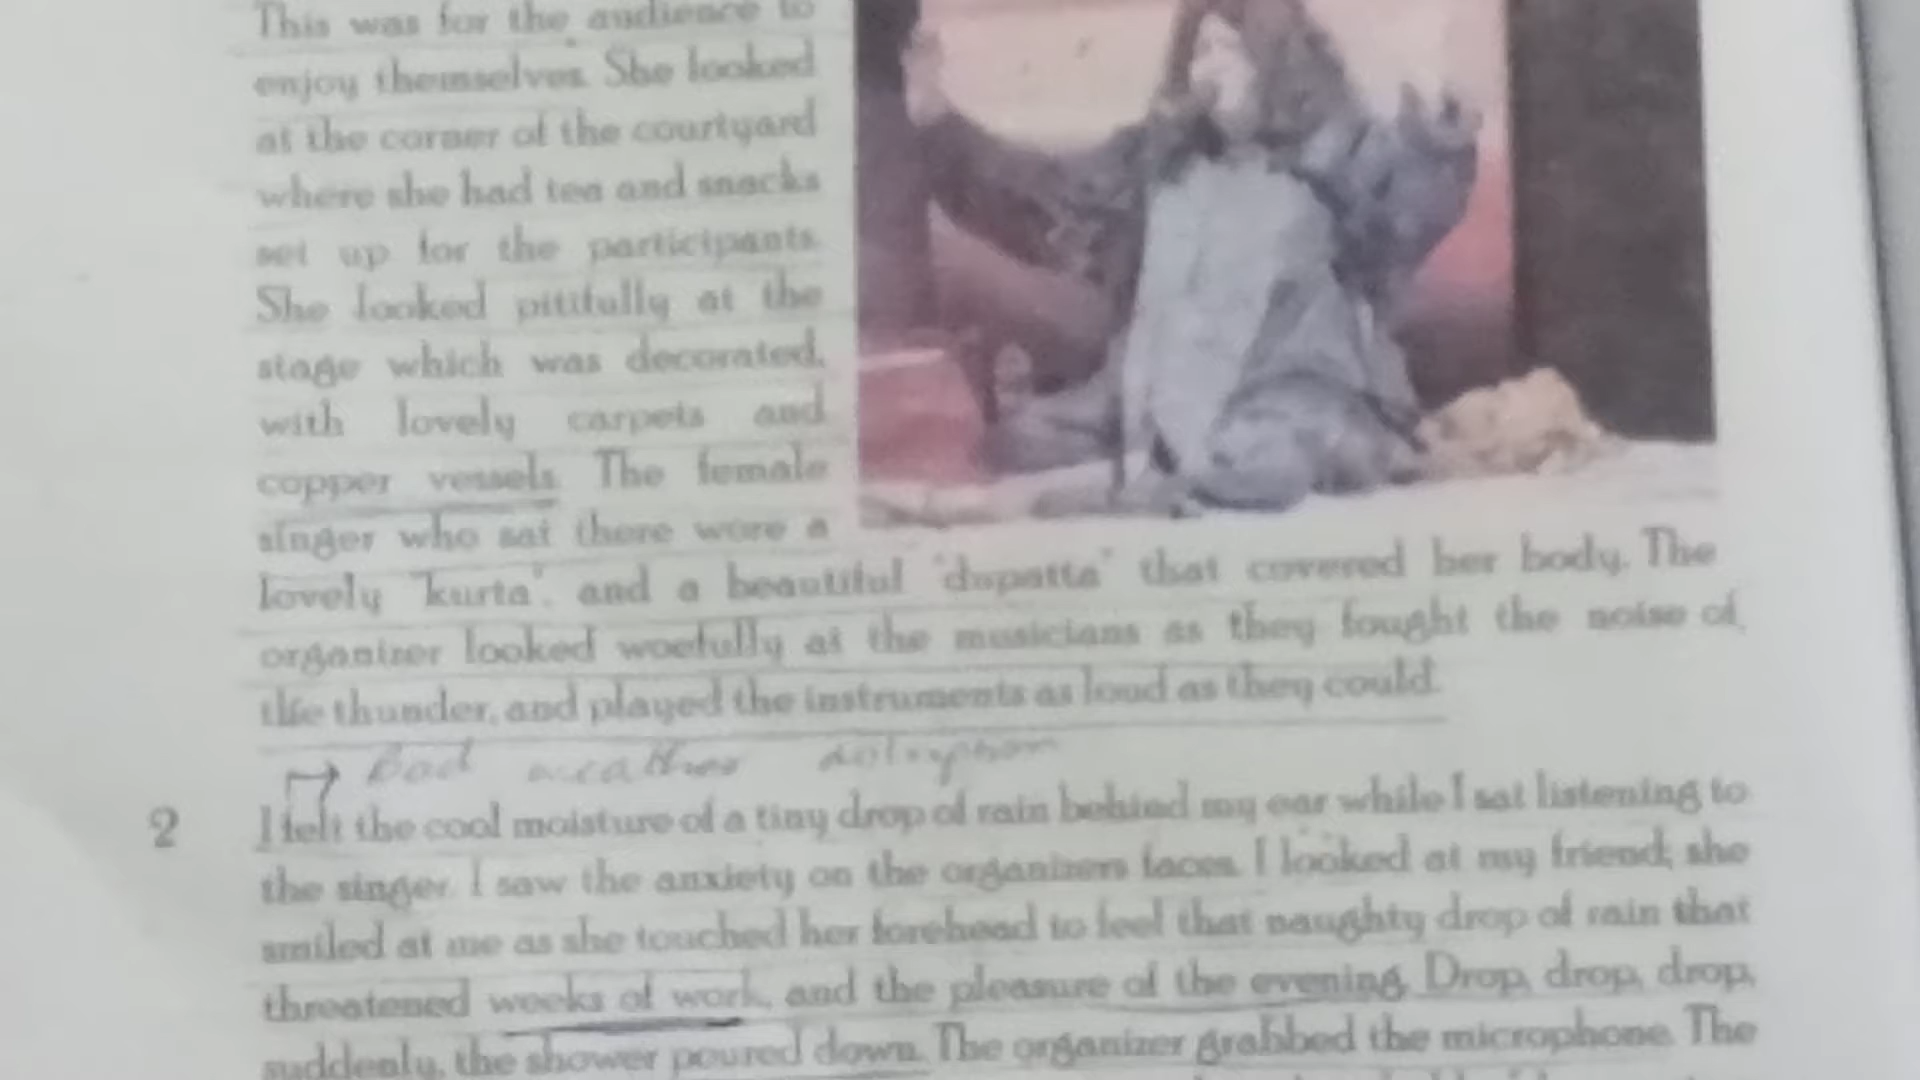 This was for the audience to
enjoy themselves. She looked
at the corner of the courtyard
where she had tea and snacks
set up for the participants.
She looked pitifully at the
stage which was decorated,
with lovely carpets and
copper vessels. The female
singer who sat there wore a
lovely "kurta", and a beautiful "dupatta" that covered her body. The
organizer looked woefully at the musicians as they fought the noise of
the thunder, and played the instruments as loud as they could.
→ Bad weather
2 I felt the cool moisture of a tiny drop of rain behind my ear while I sat listening to
the singer. I saw the anxiety on the organizers faces. I looked at my friend; she
smiled at me as she touched her forehead to feel that naughty drop of rain that
threatened weeks of work, and the pleasure of the evening. Drop, drop, drop,
suddenly, the shower poured down. The organizer grabbed the microphone. The